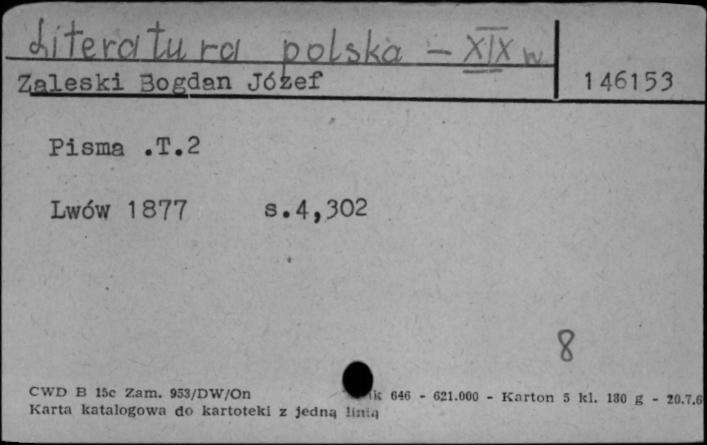 Literatura polska - XIX w
Zaleski Bogdan Józef 146153
Pisma .T.2
Lwów 1877 s.4,302
8
CWD B 15c Zam. 953/DW/On 646 - 621.000 - Karton 5 kl. 180 g - 20.7.6
Karta katalogowa do kartoteki z jedną linią